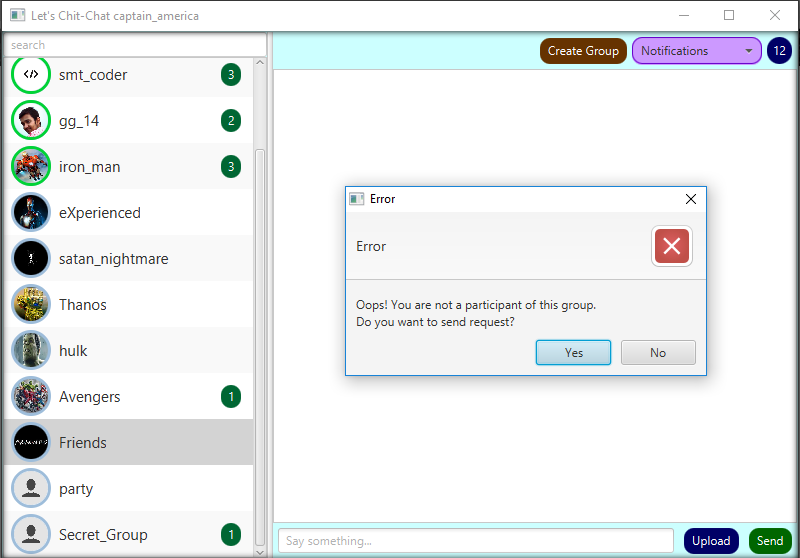 Let's Chit-Chat captain_america
search
Create Group
Notifications
12
smt_coder
3
gg_14
2
iron_man
3
eXperienced
satan_nightmare
Thanos
hulk
Avengers
1
Friends
party
Secret_Group
1
Error
Error
Oops! You are not a participant of this group.
Do you want to send request?
Yes
No
Say something...
Upload
Send